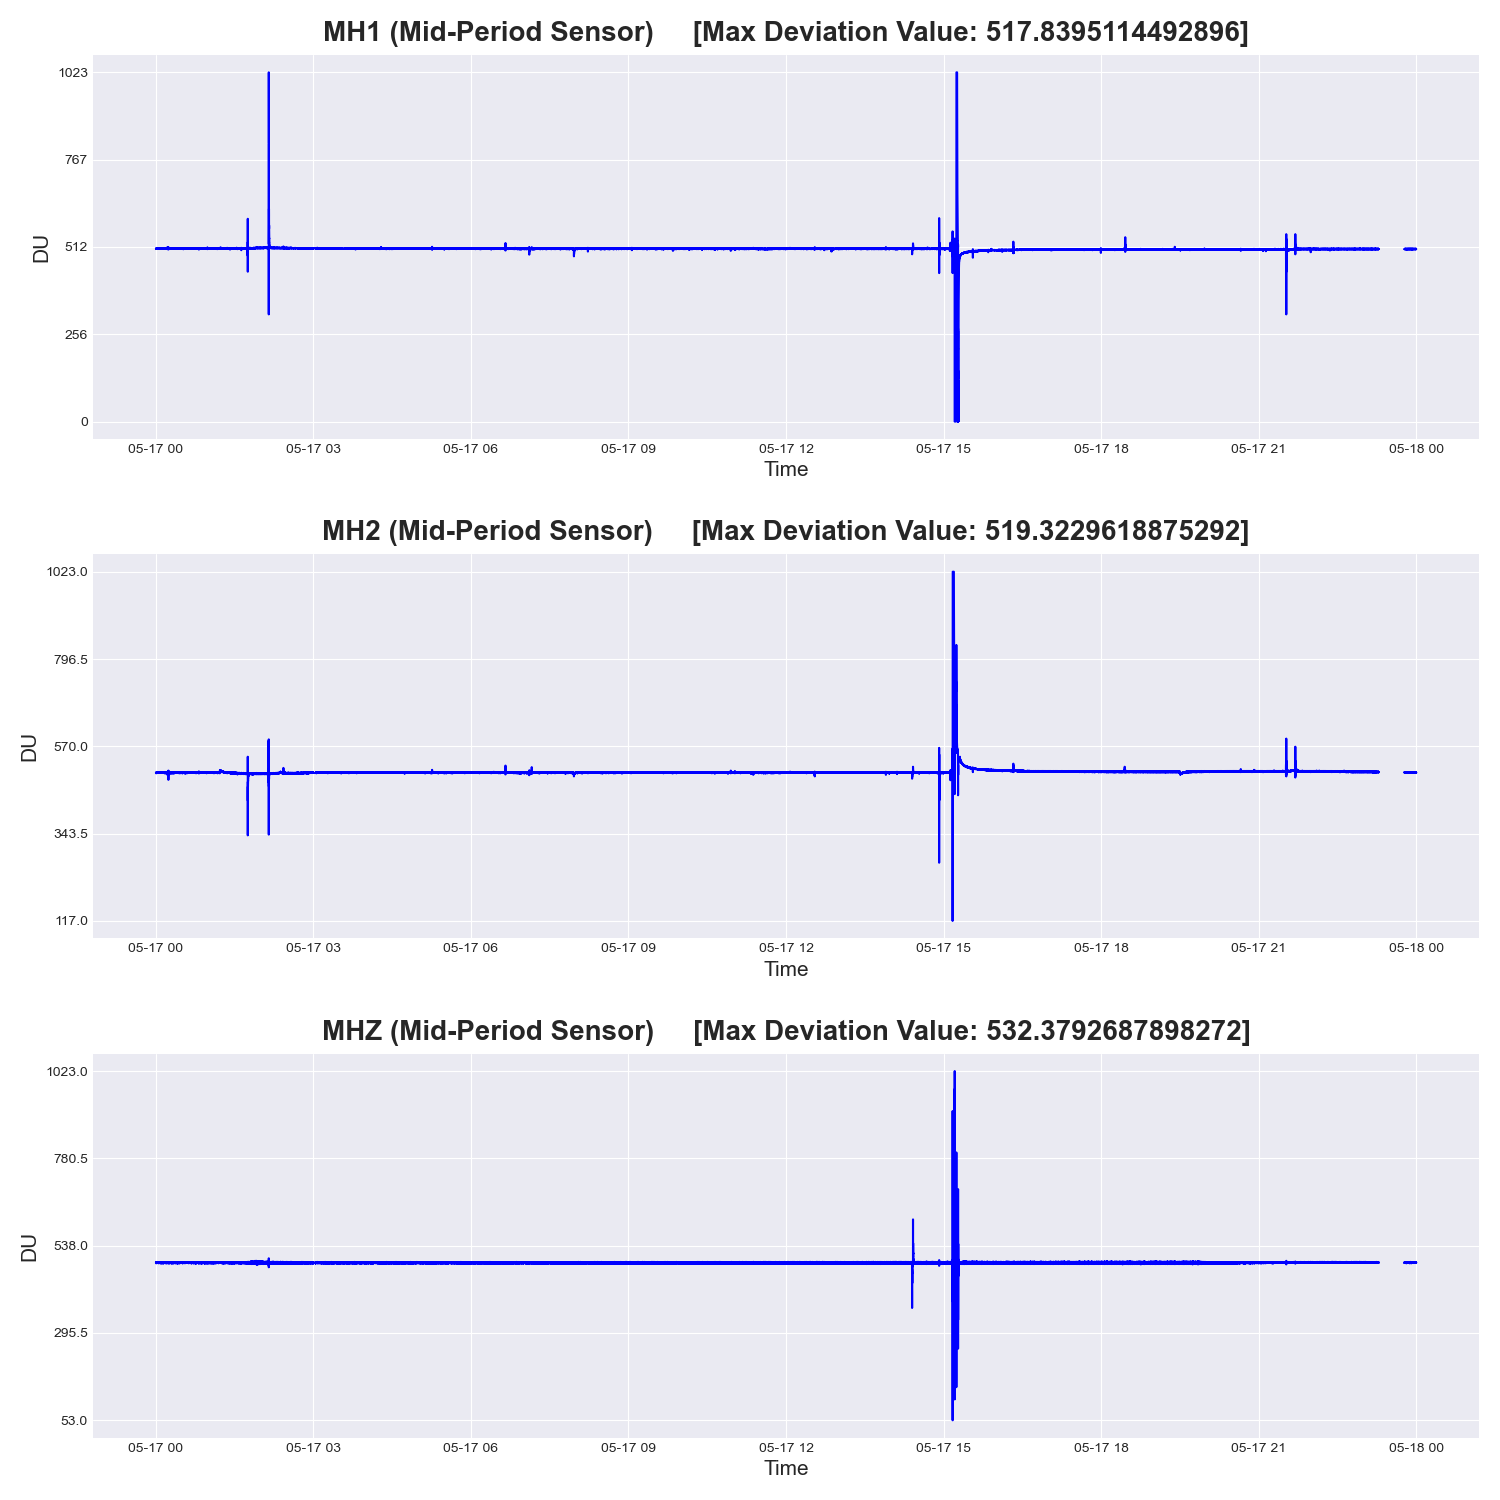 MH1 (Mid-Period Sensor) [Max Deviation Value: 517.8395114492896]
1023
767
512
256
0
DU
05-17 00 05-17 03 05-17 06 05-17 09 05-17 12 05-17 15 05-17 18 05-17 21 05-18 00
Time
MH2 (Mid-Period Sensor) [Max Deviation Value: 519.3229618875292]
1023.0
796.5
570.0
343.5
117.0
DU
05-17 00 05-17 03 05-17 06 05-17 09 05-17 12 05-17 15 05-17 18 05-17 21 05-18 00
Time
MHZ (Mid-Period Sensor) [Max Deviation Value: 532.3792687898272]
1023.0
780.5
538.0
295.5
53.0
DU
05-17 00 05-17 03 05-17 06 05-17 09 05-17 12 05-17 15 05-17 18 05-17 21 05-18 00
Time